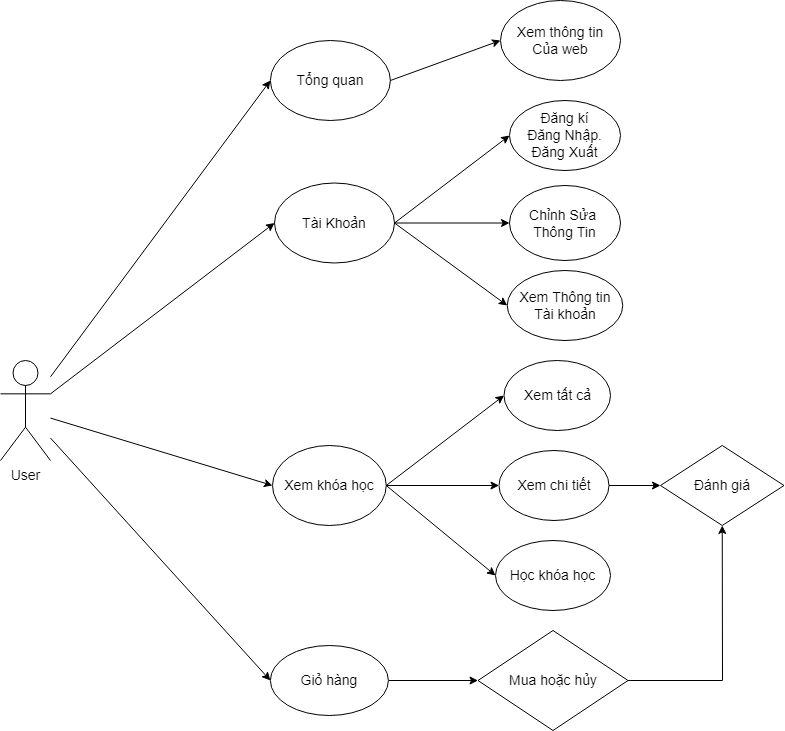 Xem thông tin
Của web
Tổng quan
Đăng kí
Đăng Nhập.
Đăng Xuất
Tài Khoản
Chỉnh Sửa
Thông Tin
Xem Thông tin
Tài khoản
User
Xem tất cả
Xem khóa học
Xem chi tiết
Đánh giá
Học khóa học
Giỏ hàng
Mua hoặc hủy